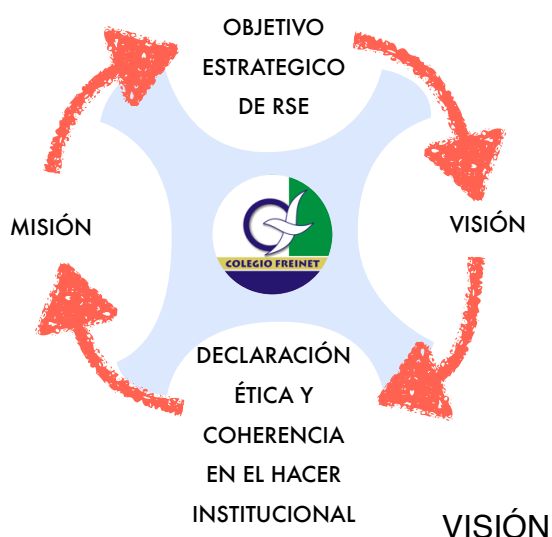 OBJETIVO
ESTRATEGICO
DE RSE
MISIÓN
VISIÓN
COLEGIO FREINET
DECLARACIÓN
ÉTICA Y
COHERENCIA
EN EL HACER
INSTITUCIONAL
VISIÓN